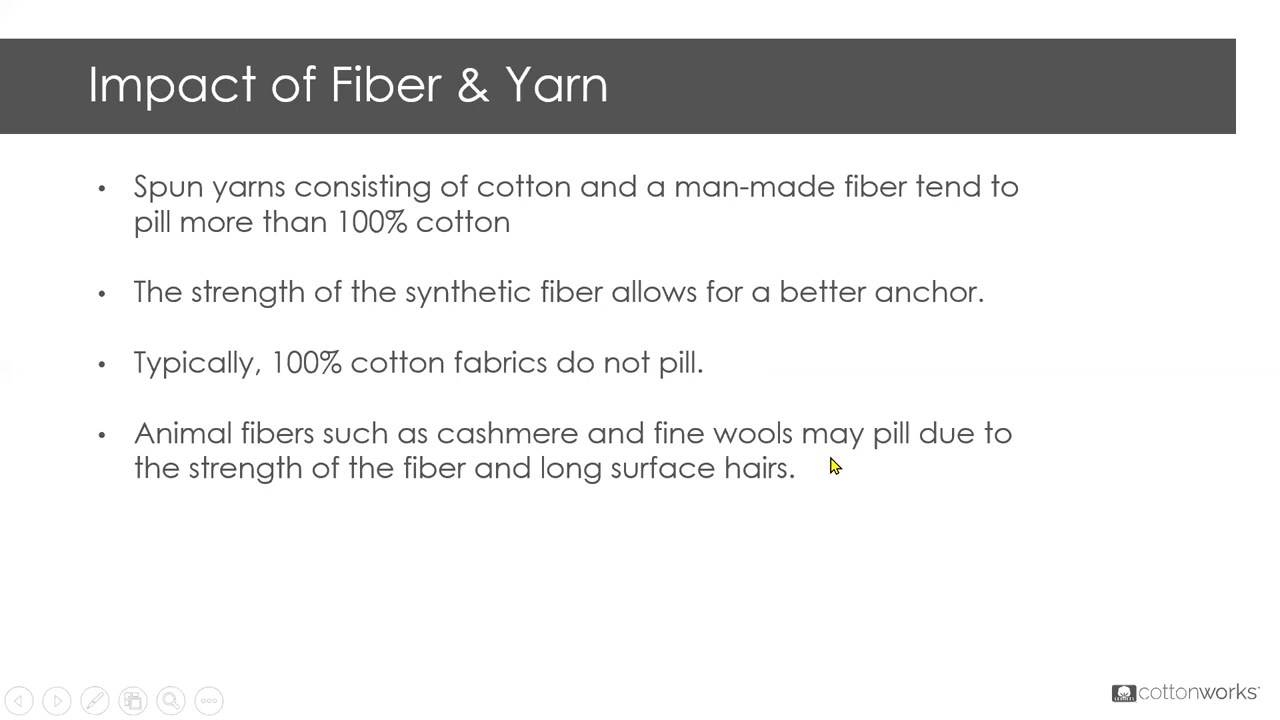 Impact of Fiber & Yarn
• Spun yarns consisting of cotton and a man-made fiber tend to
pill more than 100% cotton
• The strength of the synthetic fiber allows for a better anchor.
• Typically, 100% cotton fabrics do not pill.
• Animal fibers such as cashmere and fine wools may pill due to
the strength of the fiber and long surface hairs.
cottonworks